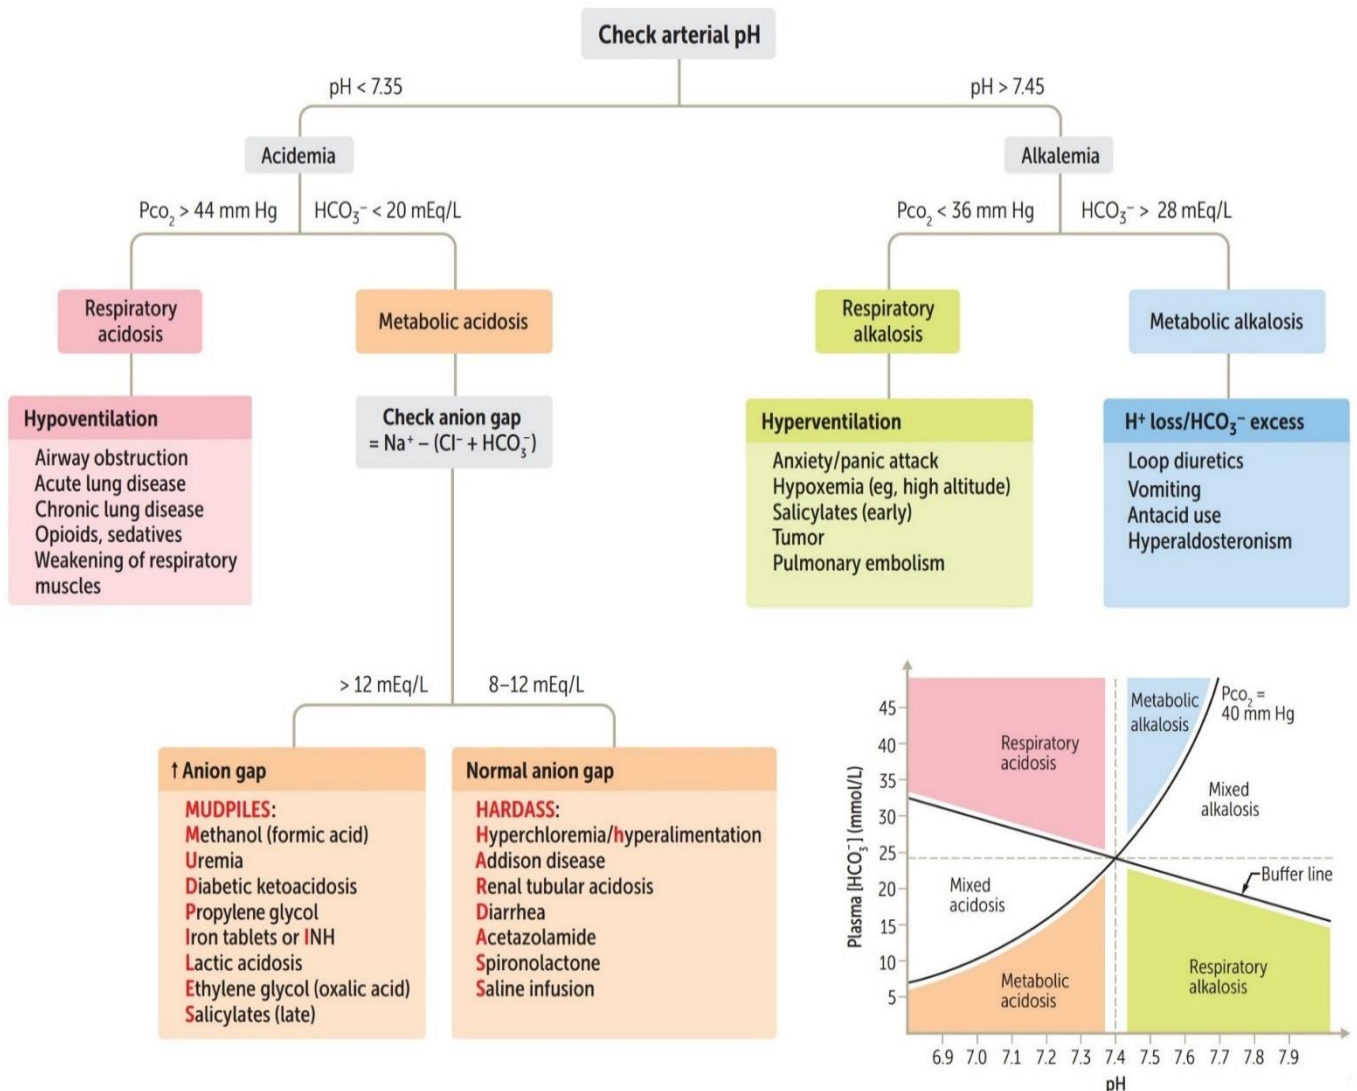 Check arterial pH
pH < 7.35
pH > 7.45
Acidemia
Alkalemia
Pco₂ > 44 mm Hg
HCO₃⁻ < 20 mEq/L
Pco₂ < 36 mm Hg
HCO₃⁻ > 28 mEq/L
Respiratory
acidosis
Metabolic acidosis
Respiratory
alkalosis
Metabolic alkalosis
Hypoventilation
Airway obstruction
Acute lung disease
Chronic lung disease
Opioids, sedatives
Weakening of respiratory
muscles
Check anion gap
= Na⁺ – (Cl⁻ + HCO₃⁻)
Hyperventilation
Anxiety/panic attack
Hypoxemia (eg, high altitude)
Salicylates (early)
Tumor
Pulmonary embolism
H⁺ loss/HCO₃⁻ excess
Loop diuretics
Vomiting
Antacid use
Hyperaldosteronism
> 12 mEq/L
8–12 mEq/L
↑ Anion gap
MUDPILES:
Methanol (formic acid)
Uremia
Diabetic ketoacidosis
Propylene glycol
Iron tablets or INH
Lactic acidosis
Ethylene glycol (oxalic acid)
Salicylates (late)
Normal anion gap
HARDASS:
Hyperchloremia/hyperalimentation
Addison disease
Renal tubular acidosis
Diarrhea
Acetazolamide
Spironolactone
Saline infusion
Plasma [HCO₃⁻] (mmol/L)
45
40
35
30
25
20
15
10
5
Respiratory
acidosis
Metabolic
alkalosis
Pco₂ =
40 mm Hg
Mixed
alkalosis
Mixed
acidosis
Buffer line
Metabolic
acidosis
Respiratory
alkalosis
6.9 7.0 7.1 7.2 7.3 7.4 7.5 7.6 7.7 7.8 7.9
pH